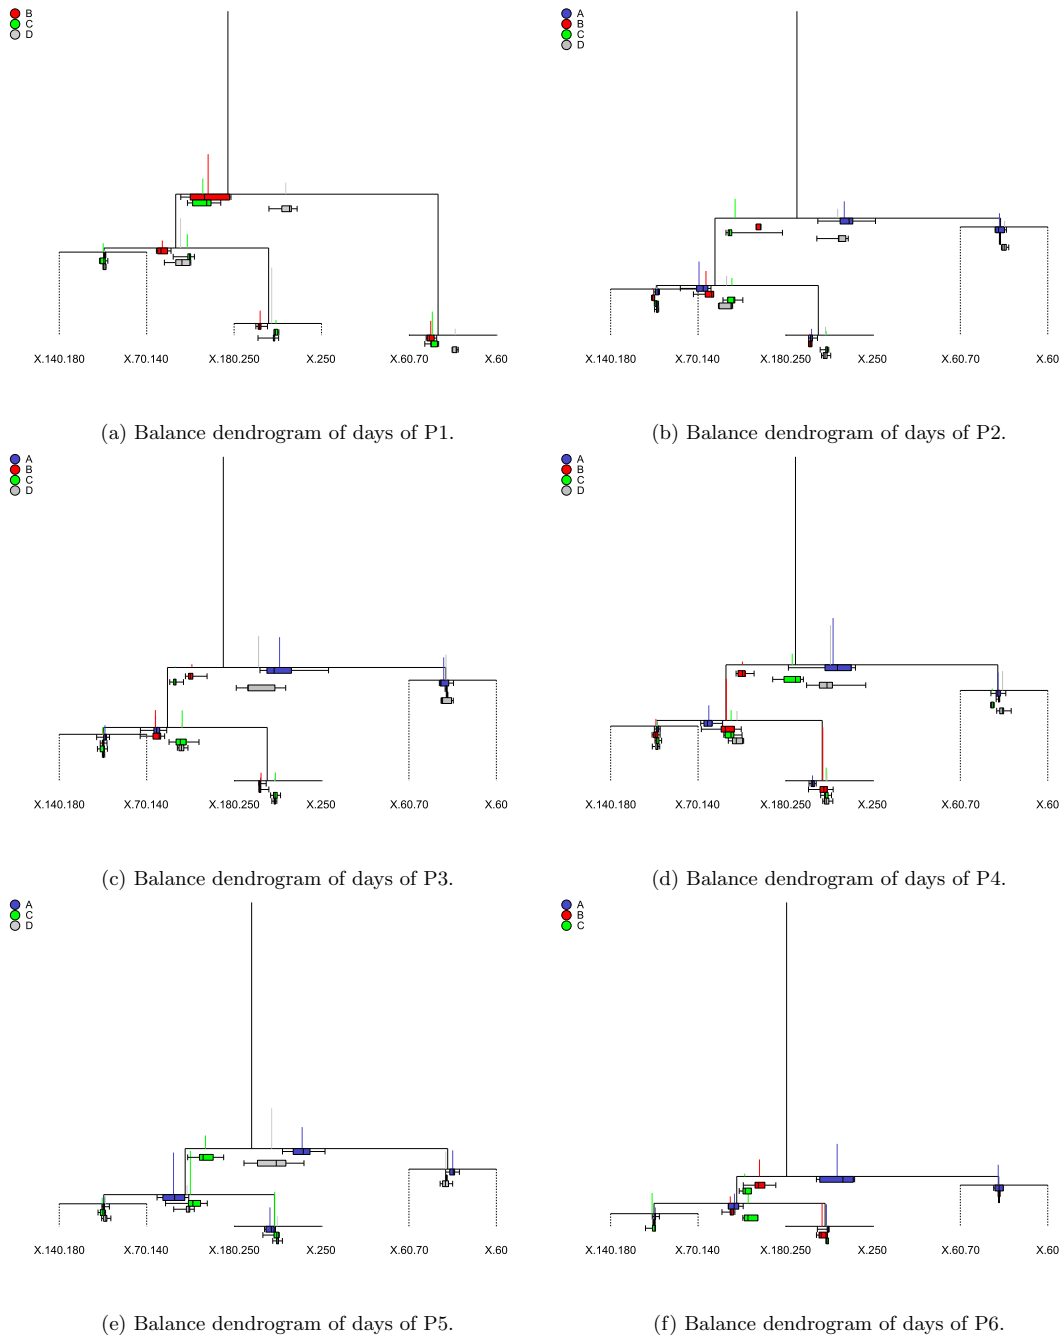 B
C
D
A
B
C
D
X.140.180 X.70.140 X.180.250 X.250 X.60.70 X.60
X.140.180 X.70.140 X.180.250 X.250 X.60.70 X.60
(a) Balance dendrogram of days of P1.
(b) Balance dendrogram of days of P2.
A
B
C
D
A
B
C
D
X.140.180 X.70.140 X.180.250 X.250 X.60.70 X.60
X.140.180 X.70.140 X.180.250 X.250 X.60.70 X.60
(c) Balance dendrogram of days of P3.
(d) Balance dendrogram of days of P4.
A
C
D
A
B
C
X.140.180 X.70.140 X.180.250 X.250 X.60.70 X.60
X.140.180 X.70.140 X.180.250 X.250 X.60.70 X.60
(e) Balance dendrogram of days of P5.
(f) Balance dendrogram of days of P6.